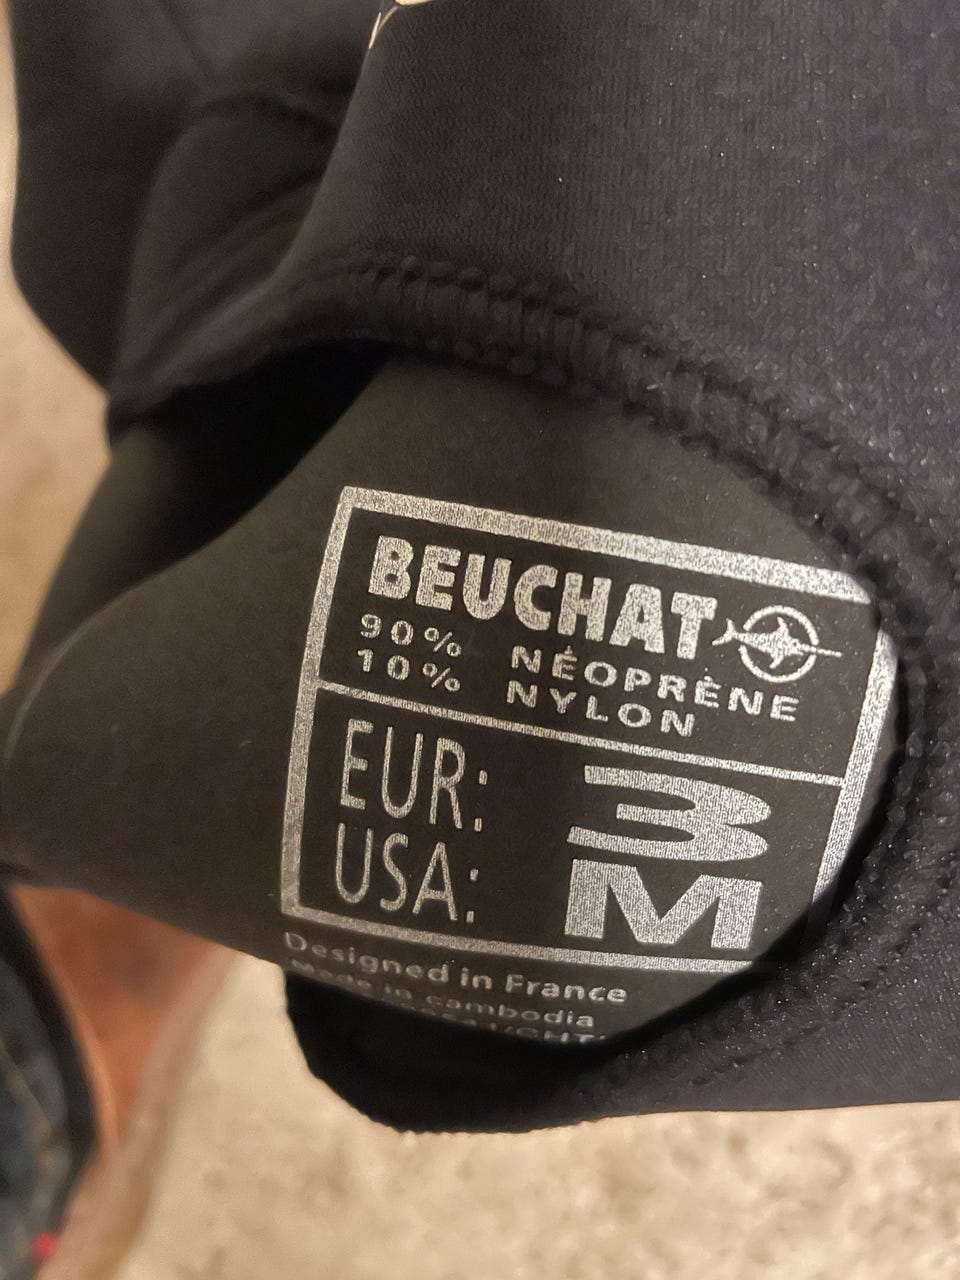 BEUCHAT
90% NÉOPRÈNE
10% NYLON
EUR: 3
USA: M
Designed in France
Made in cambodia